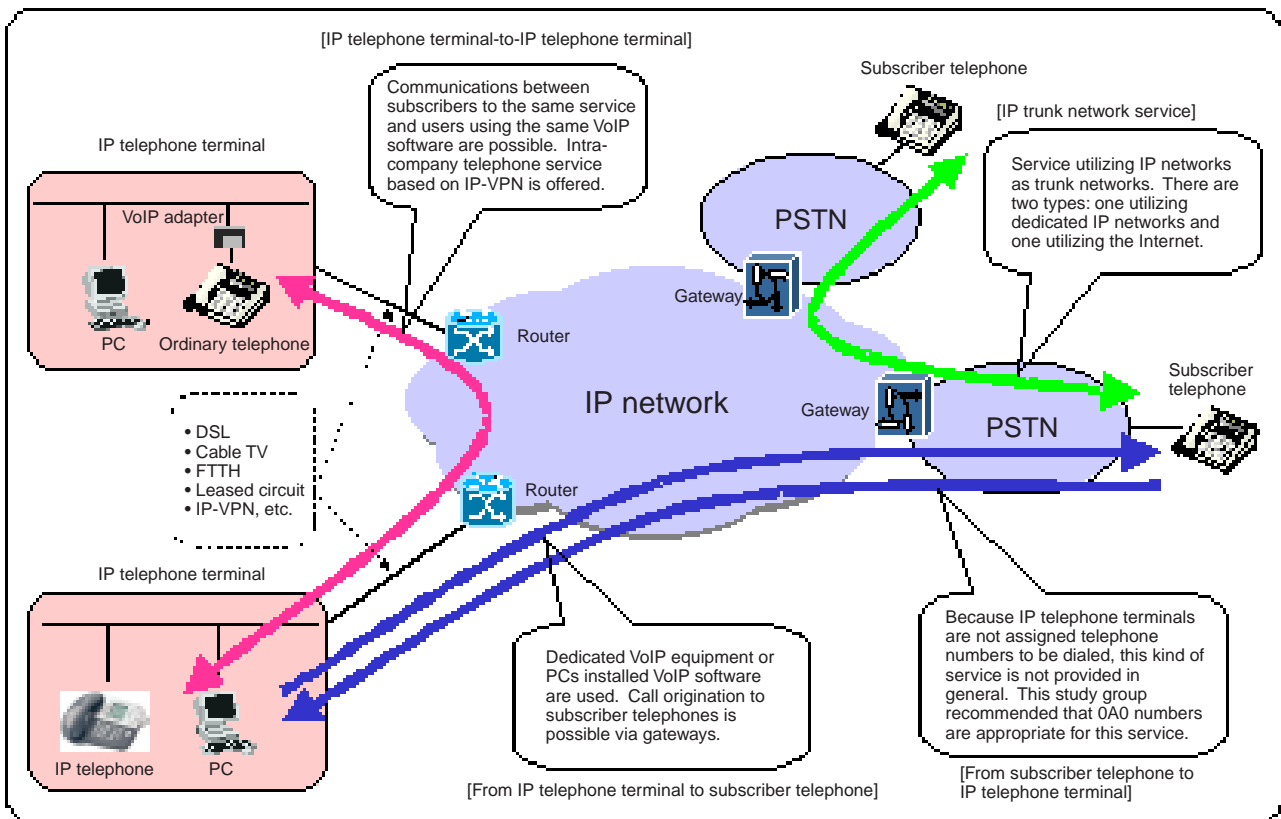 [IP telephone terminal-to-IP telephone terminal]
Communications between
subscribers to the same service
and users using the same VoIP
software are possible.  Intra-
company telephone service
based on IP-VPN is offered.
Subscriber telephone
[IP trunk network service]
Service utilizing IP networks
as trunk networks.  There are
two types: one utilizing
dedicated IP networks and
one utilizing the Internet.
IP telephone terminal
VoIP adapter
PC
Ordinary telephone
PSTN
Gateway
Router
IP network
Gateway
PSTN
Subscriber
telephone
• DSL
• Cable TV
• FTTH
• Leased circuit
• IP-VPN, etc.
Router
IP telephone terminal
IP telephone
PC
Dedicated VoIP equipment or
PCs installed VoIP software
are used.  Call origination to
subscriber telephones is
possible via gateways.
[From IP telephone terminal to subscriber telephone]
Because IP telephone terminals
are not assigned telephone
numbers to be dialed, this kind of
service is not provided in
general.  This study group
recommended that 0A0 numbers
are appropriate for this service.
[From subscriber telephone to
IP telephone terminal]